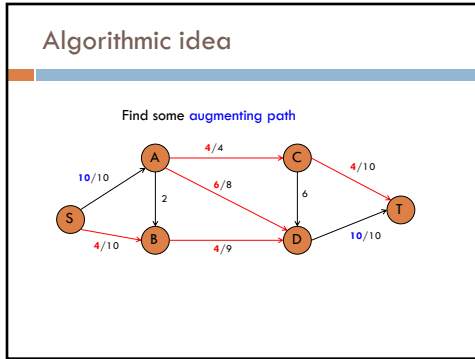 Algorithmic idea
Find some augmenting path
4/4
A
C
6/8
4/10
10/10
2
6
S
T
4/10
B
4/9
D
10/10